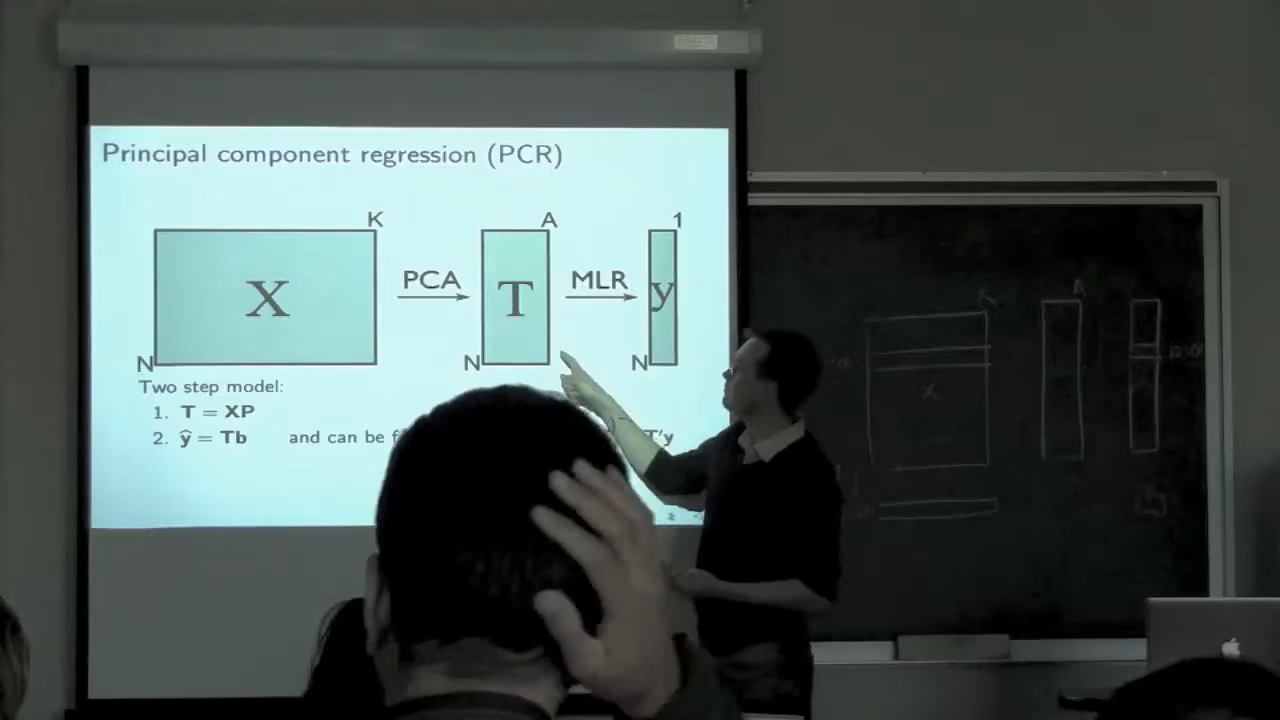 Principal component regression (PCR)
K A 1
X PCA T MLR y
N N N
Two step model:
1. T = XP
2. ŷ = Tb and can be T'y
K A
X